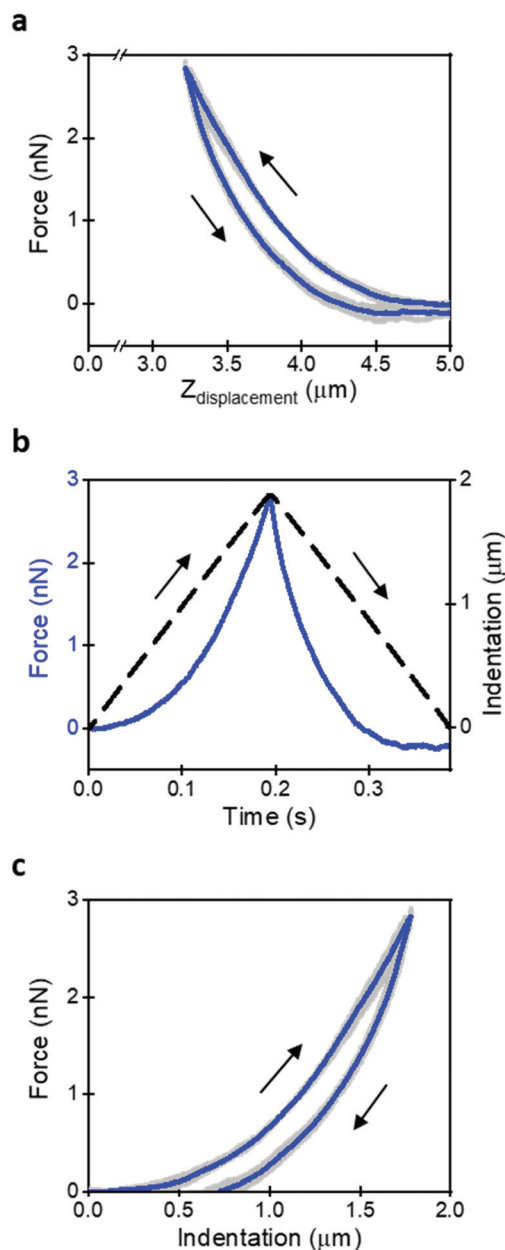 a
3
2
1
0
Force (nN)
0.0 3.0 3.5 4.0 4.5 5.0
Zdisplacement (μm)
b
3 2
2
1
1
0 0
Force (nN)
Indentation (μm)
0.0 0.1 0.2 0.3
Time (s)
c
3
2
1
0
Force (nN)
0.0 0.5 1.0 1.5 2.0
Indentation (μm)